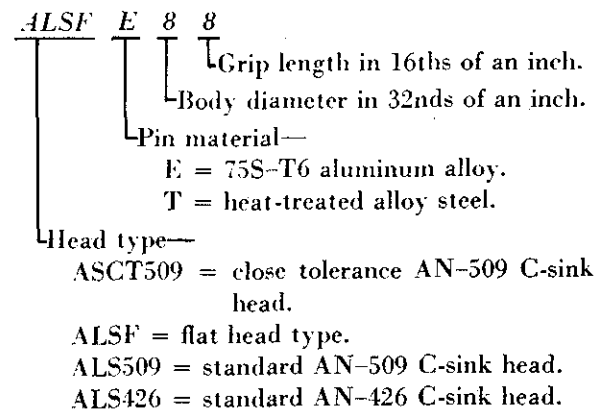 ALSF E 8 8
Grip length in 16ths of an inch.
Body diameter in 32nds of an inch.
Pin material—
E = 75S-T6 aluminum alloy.
T = heat-treated alloy steel.
Head type—
ASCT509 = close tolerance AN-509 C-sink
head.
ALSF = flat head type.
ALS509 = standard AN-509 C-sink head.
ALS426 = standard AN-426 C-sink head.